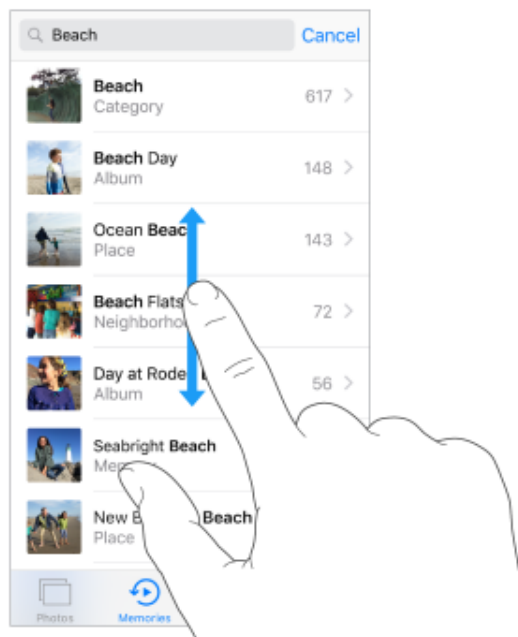 Beach
Cancel
Beach
Category
617
Beach Day
Album
148
Ocean Beac
Place
143
Beach Flats
Neighborho
72
Day at Rode
Album
56
Seabright Beach
Me
New B Beach
Place
Photos
Memories